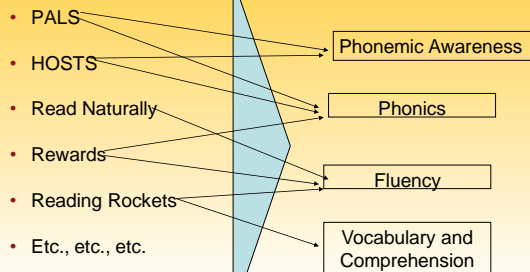 • PALS
• HOSTS
• Read Naturally
• Rewards
• Reading Rockets
• Etc., etc., etc.
Phonemic Awareness
Phonics
Fluency
Vocabulary and
Comprehension